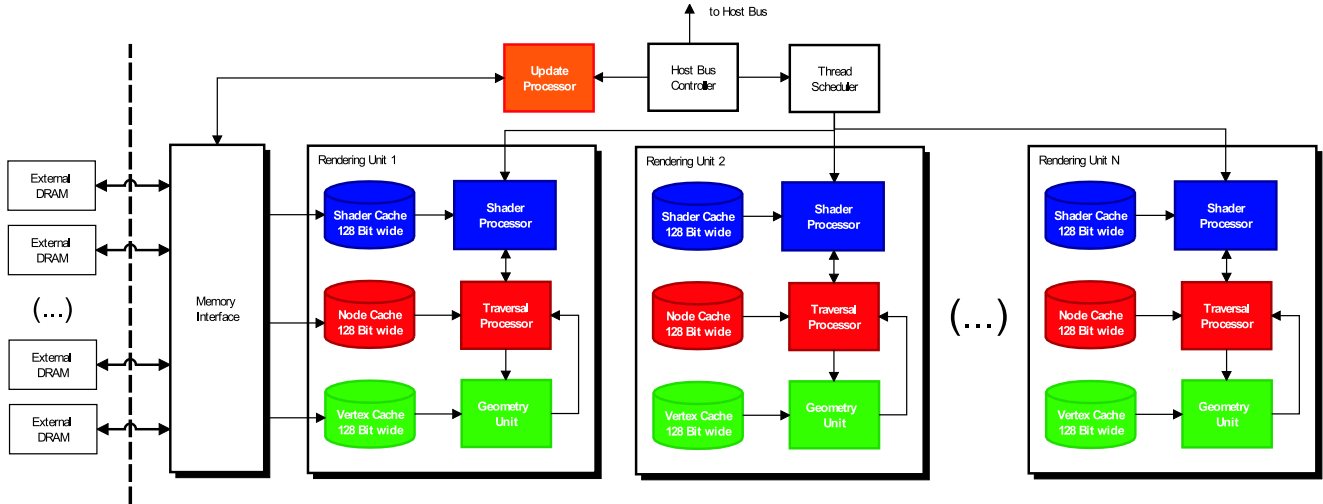 to Host Bus
Update
Processor
Host Bus
Controller
Thread
Scheduler
External
DRAM
External
DRAM
(...)
External
DRAM
External
DRAM
Memory
Interface
Rendering Unit 1
Shader Cache
128 Bit wide
Shader
Processor
Node Cache
128 Bit wide
Traversal
Processor
Vertex Cache
128 Bit wide
Geometry
Unit
Rendering Unit 2
Shader Cache
128 Bit wide
Shader
Processor
Node Cache
128 Bit wide
Traversal
Processor
Vertex Cache
128 Bit wide
Geometry
Unit
(...)
Rendering Unit N
Shader Cache
128 Bit wide
Shader
Processor
Node Cache
128 Bit wide
Traversal
Processor
Vertex Cache
128 Bit wide
Geometry
Unit